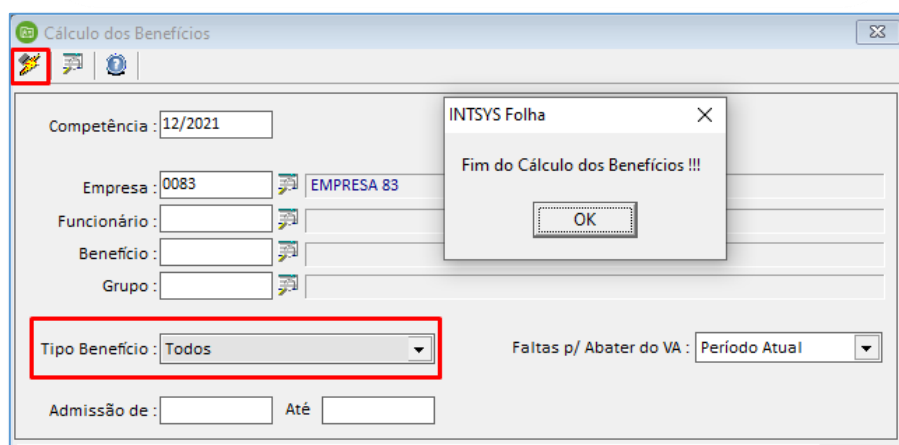 Cálculo dos Benefícios
Competência : 12/2021
Empresa : 0083 EMPRESA 83
Funcionário :
Benefício :
Grupo :
Tipo Benefício : Todos
Faltas p/ Abater do VA : Período Atual
Admissão de : Até
INTSYS Folha
Fim do Cálculo dos Benefícios !!!
OK